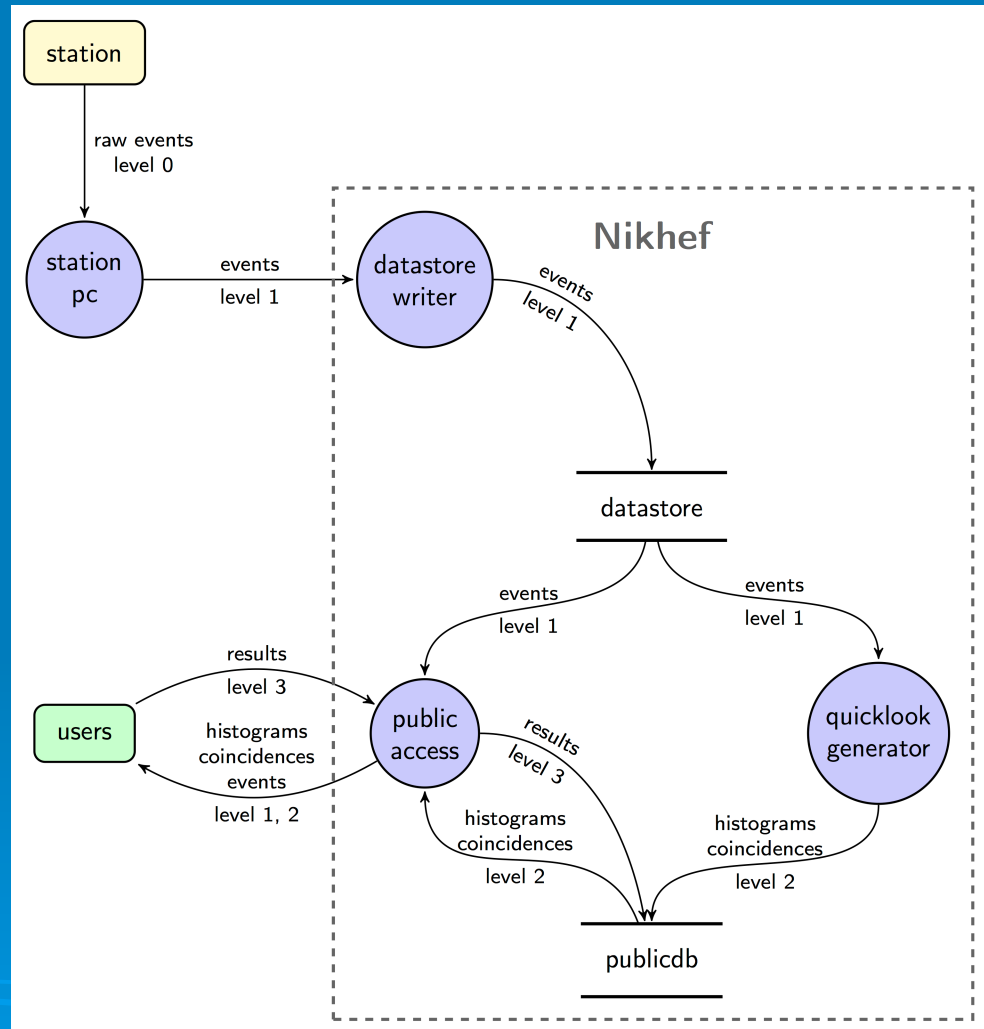 station
raw events
level 0
Nikhef
station
pc
events
level 1
datastore
writer
events
level 1
datastore
events
level 1
events
level 1
results
level 3
users
histograms
coincidences
events
level 1, 2
public
access
results
level 3
quicklook
generator
histograms
coincidences
level 2
histograms
coincidences
level 2
publicdb